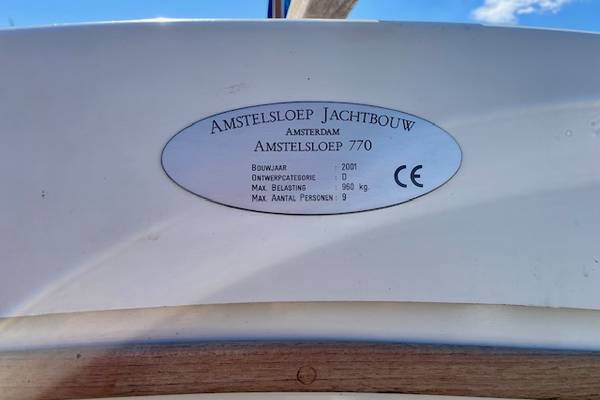 Amstelsloep Jachtbouw
Amsterdam
Amstelsloep 770
Bouwjaar : 2001
Ontwerpcategorie : D
Max. Belasting : 960 kg.
Max. Aantal Personen : 9
CE